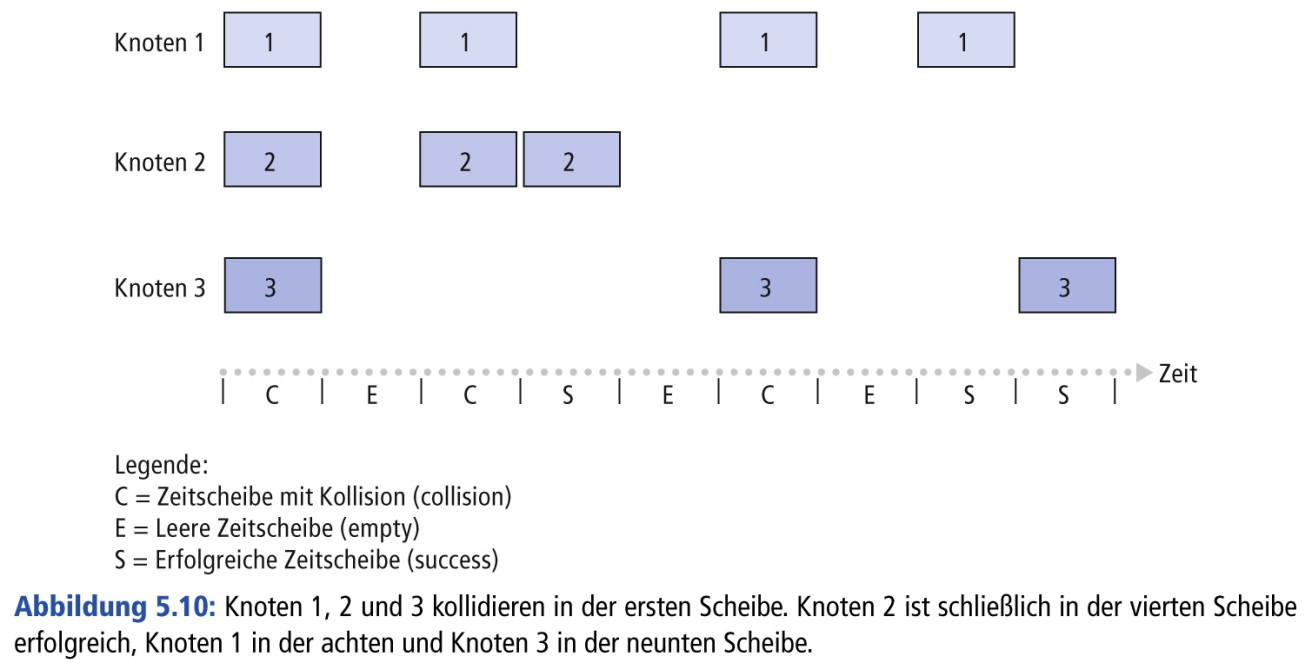 Knoten 1 1 1 1 1
Knoten 2 2 2 2
Knoten 3 3 3 3
Zeit
| C | E | C | S | E | C | E | S | S |
Legende:
C = Zeitscheibe mit Kollision (collision)
E = Leere Zeitscheibe (empty)
S = Erfolgreiche Zeitscheibe (success)
Abbildung 5.10: Knoten 1, 2 und 3 kollidieren in der ersten Scheibe. Knoten 2 ist schließlich in der vierten Scheibe
erfolgreich, Knoten 1 in der achten und Knoten 3 in der neunten Scheibe.